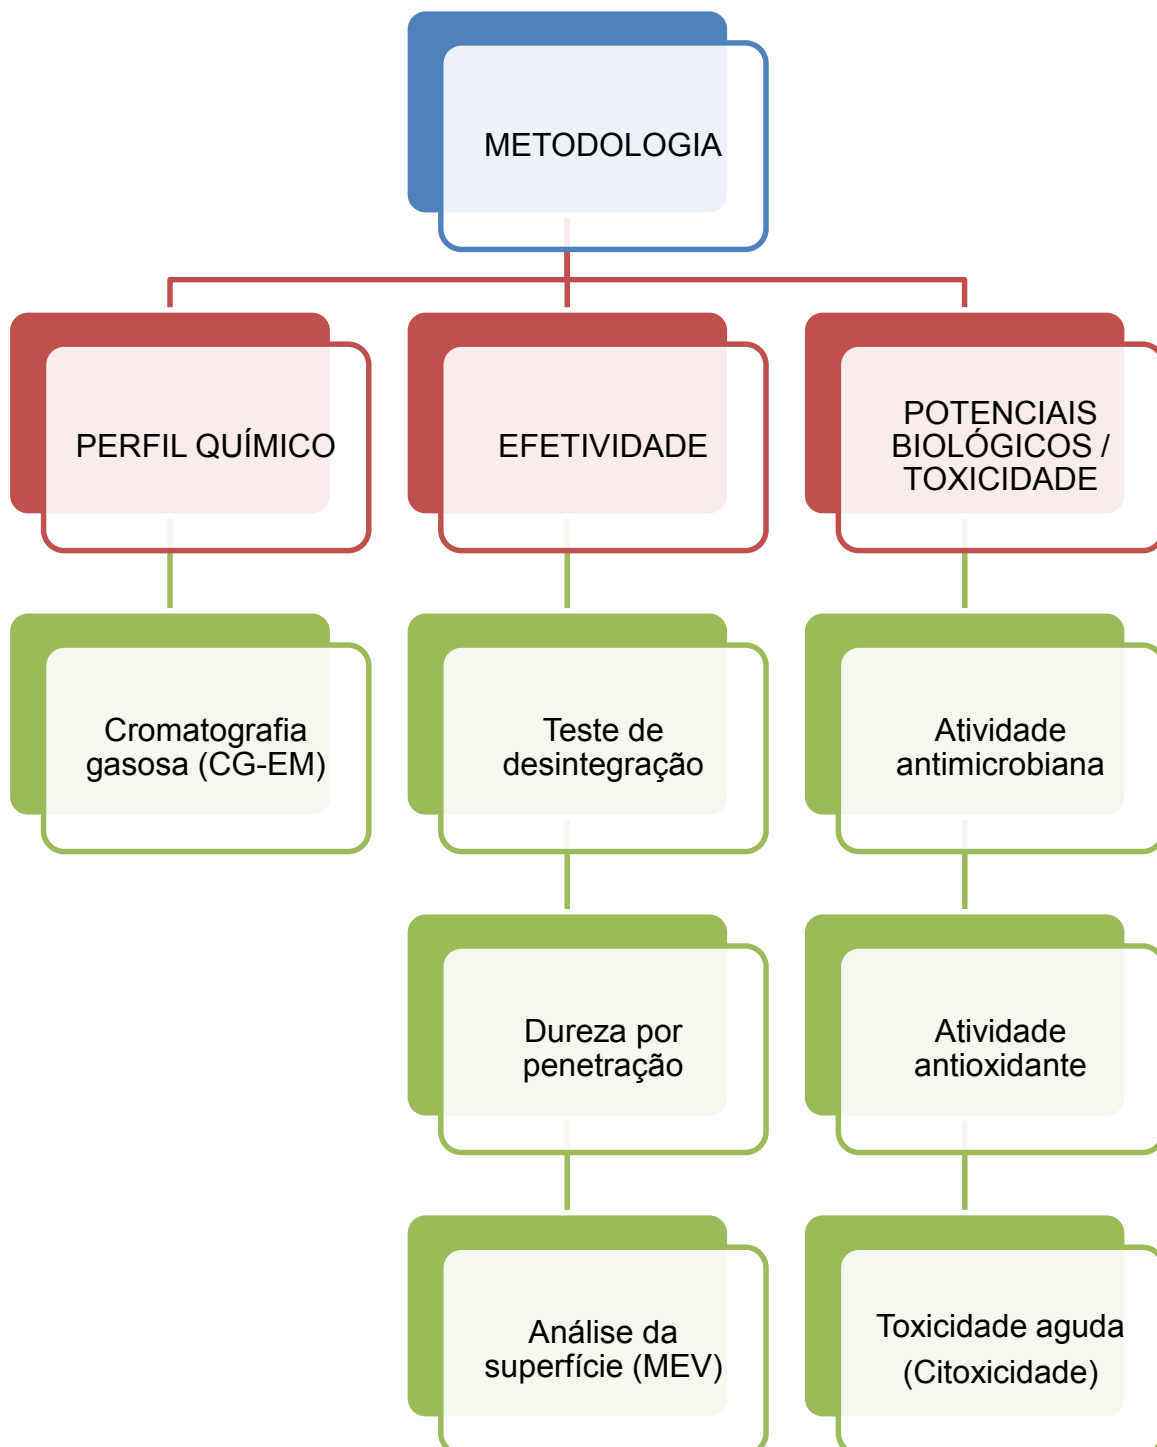 METODOLOGIA
PERFIL QUÍMICO
EFETIVIDADE
POTENCIAIS
BIOLÓGICOS /
TOXICIDADE
Cromatografia
gasosa (CG-EM)
Teste de
desintegração
Atividade
antimicrobiana
Dureza por
penetração
Atividade
antioxidante
Análise da
superfície (MEV)
Toxicidade aguda
(Citoxicidade)